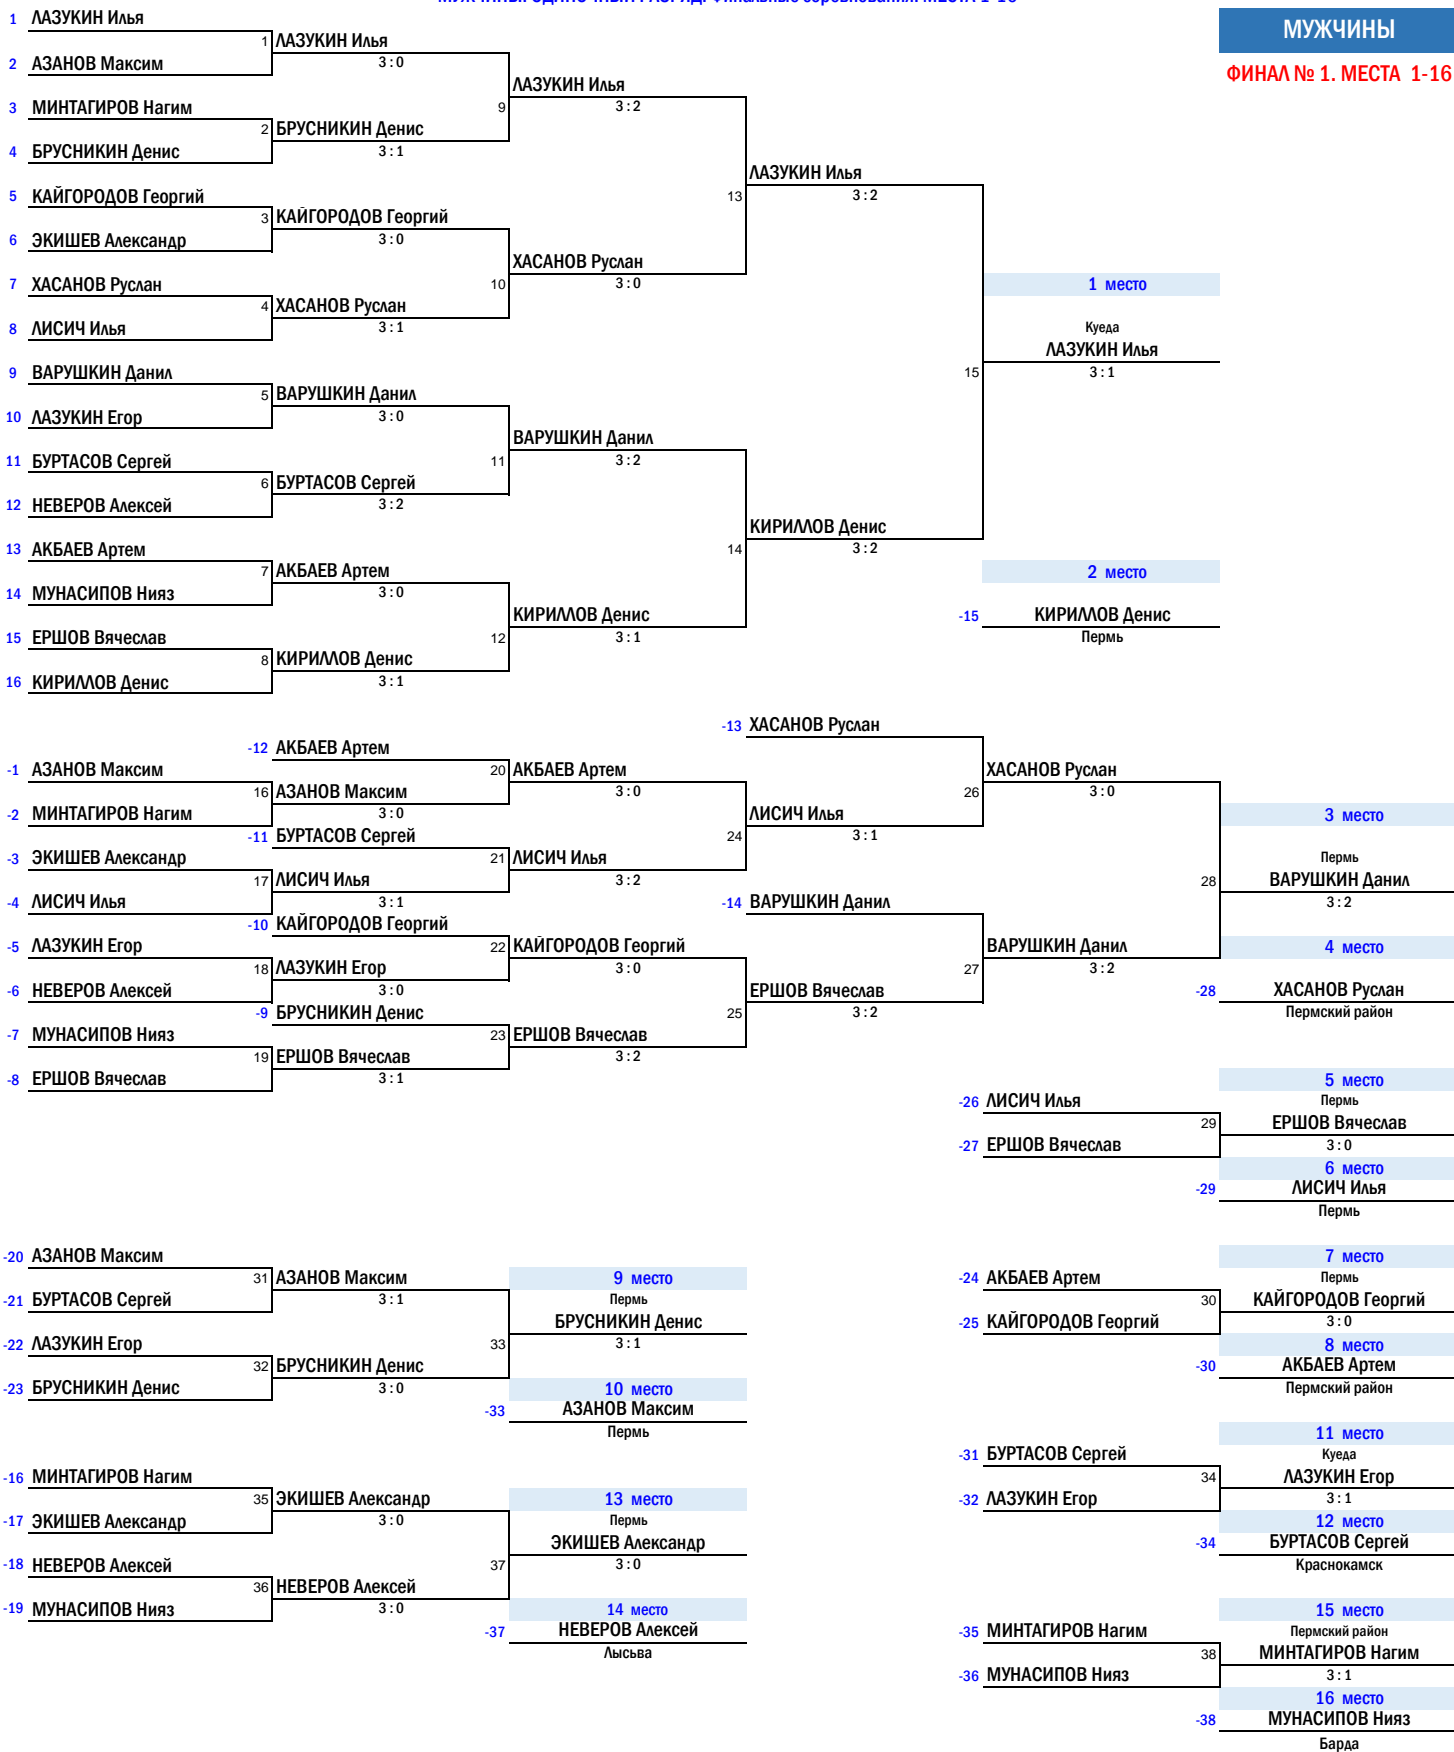 МУЖЧИНЫ
ФИНАЛ № 1. МЕСТА 1-16
1 ЛАЗУКИН Илья
1 ЛАЗУКИН Илья
3 : 0
2 АЗАНОВ Максим
ЛАЗУКИН Илья
9 3 : 2
3 МИНТАГИРОВ Нагим
2 БРУСНИКИН Денис
3 : 1
4 БРУСНИКИН Денис
ЛАЗУКИН Илья
13 3 : 2
5 КАЙГОРОДОВ Георгий
3 КАЙГОРОДОВ Георгий
3 : 0
6 ЭКИШЕВ Александр
ХАСАНОВ Руслан
10 3 : 0
7 ХАСАНОВ Руслан
4 ХАСАНОВ Руслан
3 : 1
8 ЛИСИЧ Илья
1 место
Куеда
ЛАЗУКИН Илья
15 3 : 1
9 ВАРУШКИН Данил
5 ВАРУШКИН Данил
3 : 0
10 ЛАЗУКИН Егор
ВАРУШКИН Данил
11 3 : 2
11 БУРТАСОВ Сергей
6 БУРТАСОВ Сергей
3 : 2
12 НЕВЕРОВ Алексей
КИРИЛЛОВ Денис
14 3 : 2
13 АКБАЕВ Артем
7 АКБАЕВ Артем
3 : 0
14 МУНАСИПОВ Нияз
2 место
КИРИЛЛОВ Денис
12 3 : 1
-15 КИРИЛЛОВ Денис
Пермь
15 ЕРШОВ Вячеслав
8 КИРИЛЛОВ Денис
3 : 1
16 КИРИЛЛОВ Денис
-13 ХАСАНОВ Руслан
-12 АКБАЕВ Артем
-1 АЗАНОВ Максим
20 АКБАЕВ Артем
3 : 0
ХАСАНОВ Руслан
26 3 : 0
16 АЗАНОВ Максим
3 : 0
-2 МИНТАГИРОВ Нагим
ЛИСИЧ Илья
24 3 : 1
3 место
-11 БУРТАСОВ Сергей
-3 ЭКИШЕВ Александр
21 ЛИСИЧ Илья
3 : 2
Пермь
17 ЛИСИЧ Илья
3 : 1
28 ВАРУШКИН Данил
3 : 2
-4 ЛИСИЧ Илья
-14 ВАРУШКИН Данил
-10 КАЙГОРОДОВ Георгий
-5 ЛАЗУКИН Егор
22 КАЙГОРОДОВ Георгий
3 : 0
ВАРУШКИН Данил
27 3 : 2
4 место
18 ЛАЗУКИН Егор
3 : 0
-6 НЕВЕРОВ Алексей
ЕРШОВ Вячеслав
25 3 : 2
-28 ХАСАНОВ Руслан
Пермский район
-9 БРУСНИКИН Денис
-7 МУНАСИПОВ Нияз
23 ЕРШОВ Вячеслав
3 : 2
19 ЕРШОВ Вячеслав
3 : 1
-8 ЕРШОВ Вячеслав
5 место
-26 ЛИСИЧ Илья
Пермь
29 ЕРШОВ Вячеслав
3 : 0
-27 ЕРШОВ Вячеслав
6 место
-29 ЛИСИЧ Илья
Пермь
-20 АЗАНОВ Максим
31 АЗАНОВ Максим
3 : 1
-21 БУРТАСОВ Сергей
9 место
Пермь
БРУСНИКИН Денис
33 3 : 1
-22 ЛАЗУКИН Егор
32 БРУСНИКИН Денис
3 : 0
-23 БРУСНИКИН Денис
10 место
-33 АЗАНОВ Максим
Пермь
7 место
-24 АКБАЕВ Артем
Пермь
30 КАЙГОРОДОВ Георгий
3 : 0
-25 КАЙГОРОДОВ Георгий
8 место
-30 АКБАЕВ Артем
Пермский район
11 место
-31 БУРТАСОВ Сергей
Куеда
34 ЛАЗУКИН Егор
3 : 1
-32 ЛАЗУКИН Егор
12 место
-34 БУРТАСОВ Сергей
Краснокамск
-16 МИНТАГИРОВ Нагим
35 ЭКИШЕВ Александр
3 : 0
-17 ЭКИШЕВ Александр
13 место
Пермь
ЭКИШЕВ Александр
37 3 : 0
-18 НЕВЕРОВ Алексей
36 НЕВЕРОВ Алексей
3 : 0
-19 МУНАСИПОВ Нияз
14 место
-37 НЕВЕРОВ Алексей
Лысьва
15 место
-35 МИНТАГИРОВ Нагим
Пермский район
38 МИНТАГИРОВ Нагим
3 : 1
-36 МУНАСИПОВ Нияз
16 место
-38 МУНАСИПОВ Нияз
Барда